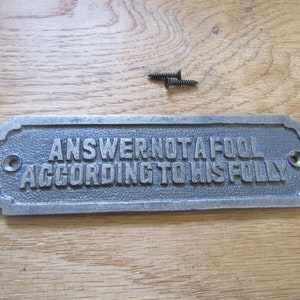 ANSWER NOT A FOOL
ACCORDING TO HIS FOLLY